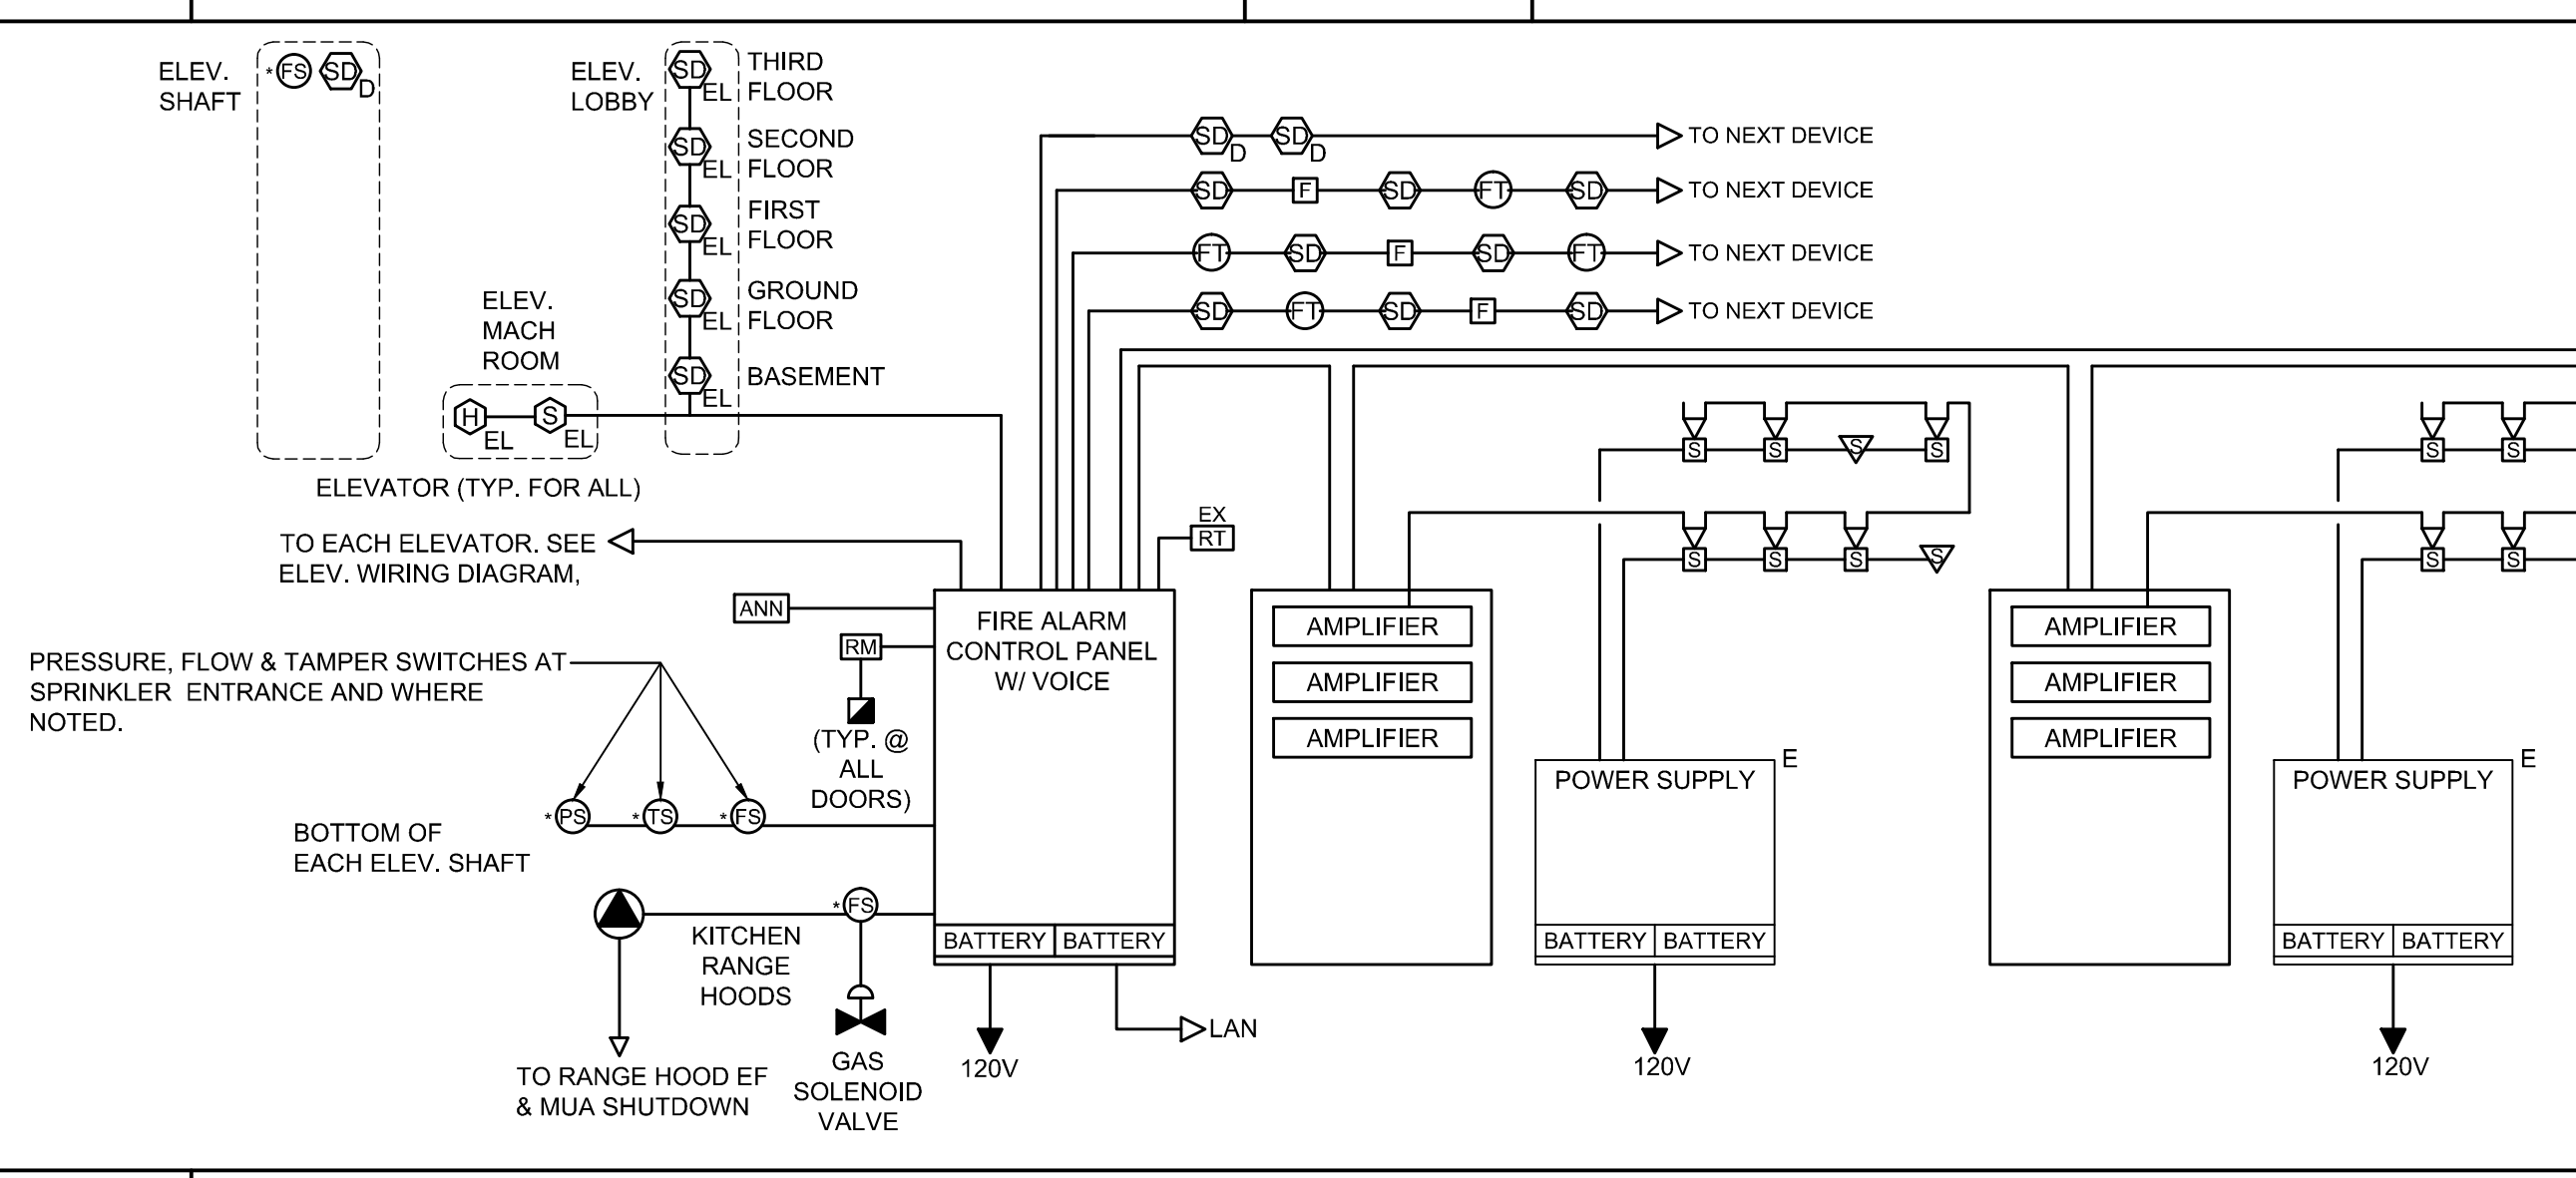 ELEV.
SHAFT
* FS SD D
ELEV.
LOBBY
SD EL THIRD
FLOOR
SD EL SECOND
FLOOR
SD EL FIRST
FLOOR
SD EL GROUND
FLOOR
SD EL BASEMENT
ELEV.
MACH
ROOM
H EL S EL
ELEVATOR (TYP. FOR ALL)
SD D SD D TO NEXT DEVICE
SD F SD FT SD TO NEXT DEVICE
FT SD F SD FT TO NEXT DEVICE
SD FT SD F SD TO NEXT DEVICE
TO EACH ELEVATOR. SEE
ELEV. WIRING DIAGRAM,
EX
RT
ANN
RM
(TYP. @
ALL
DOORS)
PRESSURE, FLOW & TAMPER SWITCHES AT
SPRINKLER ENTRANCE AND WHERE
NOTED.
* PS * TS * FS
BOTTOM OF
EACH ELEV. SHAFT
FIRE ALARM
CONTROL PANEL
W/ VOICE
BATTERY BATTERY
120V
LAN
* FS
KITCHEN
RANGE
HOODS
TO RANGE HOOD EF
& MUA SHUTDOWN
GAS
SOLENOID
VALVE
AMPLIFIER
AMPLIFIER
AMPLIFIER
S S S S
S S S S
POWER SUPPLY E
BATTERY BATTERY
120V
AMPLIFIER
AMPLIFIER
AMPLIFIER
S S
S S
POWER SUPPLY E
BATTERY BATTERY
120V